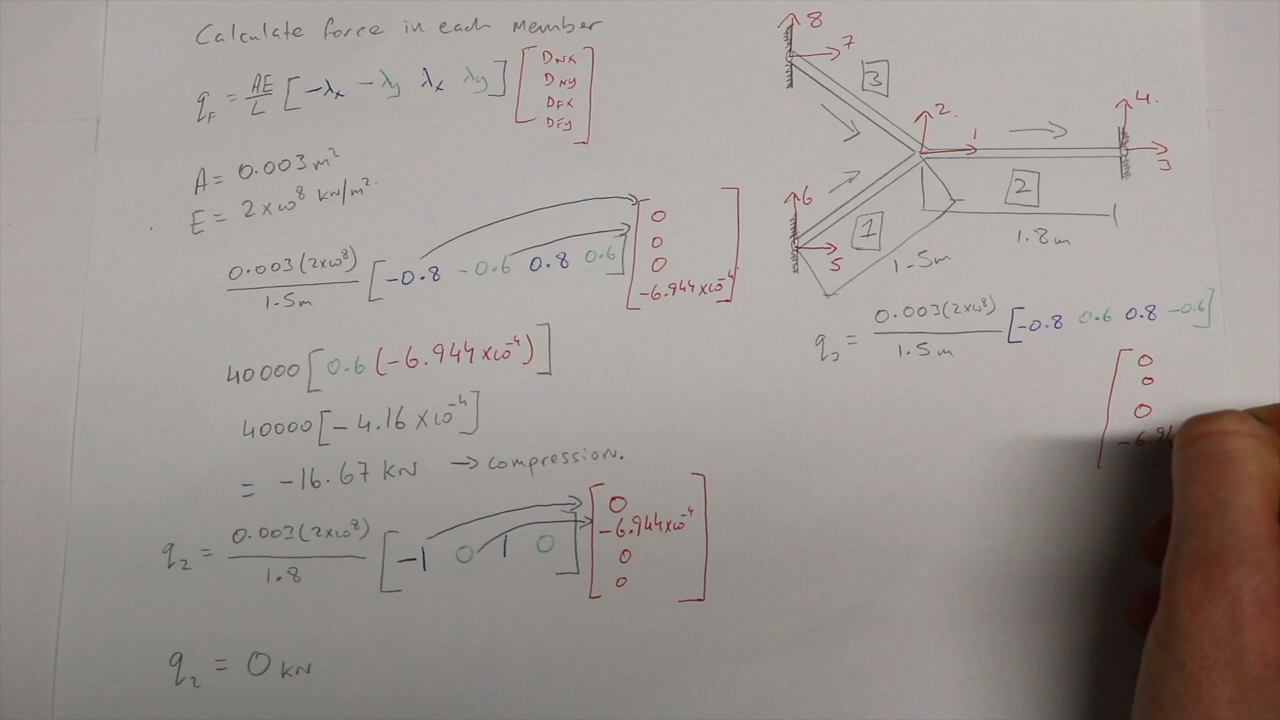 Calculate force in each member
q_F = AE/L [-λx -λy λx λy] [DNX DNY DFX DFY]
A = 0.003 m²
E = 2×10⁸ kN/m².
0.003(2×10⁸)/1.5m [-0.8 -0.6 0.8 0.6] [0 0 0 -6.944×10⁻⁴]
40000[0.6(-6.944×10⁻⁴)]
40000[-4.16×10⁻⁴]
= -16.67 KN → compression.
q₂ = 0.003(2×10⁸)/1.8 [-1 0 1 0] [0 -6.944×10⁻⁴ 0 0]
q₂ = 0 KN
8
7
3
2.
1
4.
3
2
1.8m
6
5
1
1.5m
q₃ = 0.003(2×10⁸)/1.5m [-0.8 0.6 0.8 -0.6]
[0 0 0 -6.94